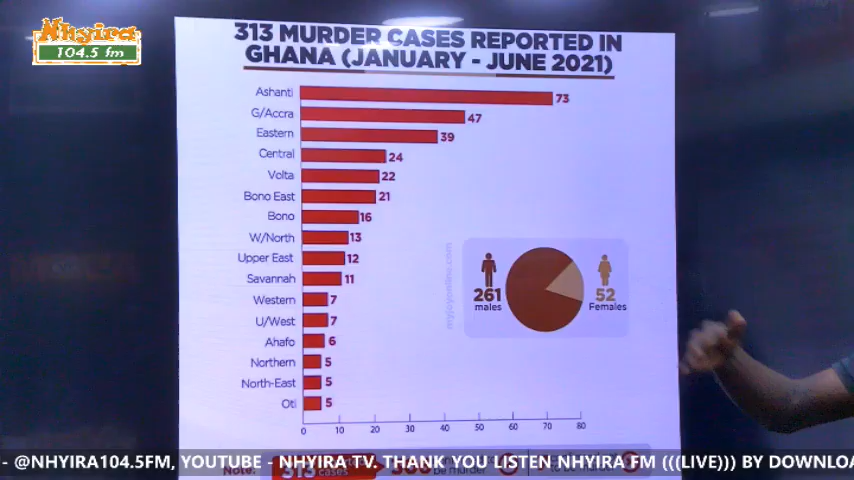 Nhyira
104.5 fm
313 MURDER CASES REPORTED IN
GHANA (JANUARY - JUNE 2021)
Ashanti 73
G/Accra 47
Eastern 39
Central 24
Volta 22
Bono East 21
Bono 16
W/North 13
Upper East 12
Savannah 11
Western 7
U/West 7
Ahafo 6
Northern 5
North-East 5
Oti 5
0 10 20 30 40 50 60 70 80
myjoyonline.com
261
males
52
Females
- @NHYIRA104.5FM, YOUTUBE - NHYIRA TV. THANK YOU LISTEN NHYIRA FM (((LIVE))) BY DOWNLOA
Note: 313 cases
be murder